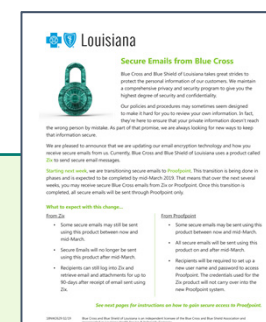 Louisiana
Secure Emails from Blue Cross
Blue Cross and Blue Shield of Louisiana takes great strides to
protect the personal information of our customers. We maintain
a comprehensive security and privacy program to give you the
highest degree of security and confidentiality.
Our policies and procedures may sometimes seem designed
to make it hard for you to review your own information. In fact,
they're here to ensure that your private information doesn't reach
the wrong person by mistake. As part of that promise, we are always looking for new ways to keep
that information secure.
We are pleased to announce that we are updating our email encryption technology and how you
receive secure emails from us. Currently, Blue Cross and Blue Shield of Louisiana uses a product called
Zix to send secure email messages.
Starting next week, we are transitioning secure emails to Proofpoint. This transition is being done in
phases and is expected to be completed by mid-March 2019. That means that over the next several
weeks, you may receive secure Blue Cross emails from Zix or Proofpoint. Once this transition is
completed, all secure emails will be sent through Proofpoint only.
What to expect with this change...
From Zix
• Some secure emails may still be sent
using this product between now and
mid-March.
• Secure Emails will no longer be sent
using this product after mid-March.
• Recipients can still log into Zix and
retrieve email and attachments for up to
90 days after receipt of email sent using
Zix.
From Proofpoint
• Some secure emails may be sent using this
product between now and mid-March.
• All secure emails will be sent using this
product on and after mid-March.
• Recipients will be required to set up a
new user name and password to access
Proofpoint. The credentials used for the
Zix product will not carry over into the
new Proofpoint system.
See next pages for instructions on how to gain secure access to Proofpoint.